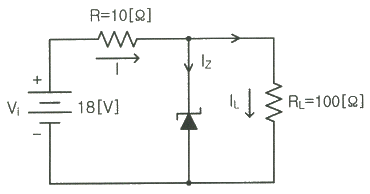 R=10[Ω]
I
I_Z
+
V_i
18[V]
−
I_L
R_L=100[Ω]